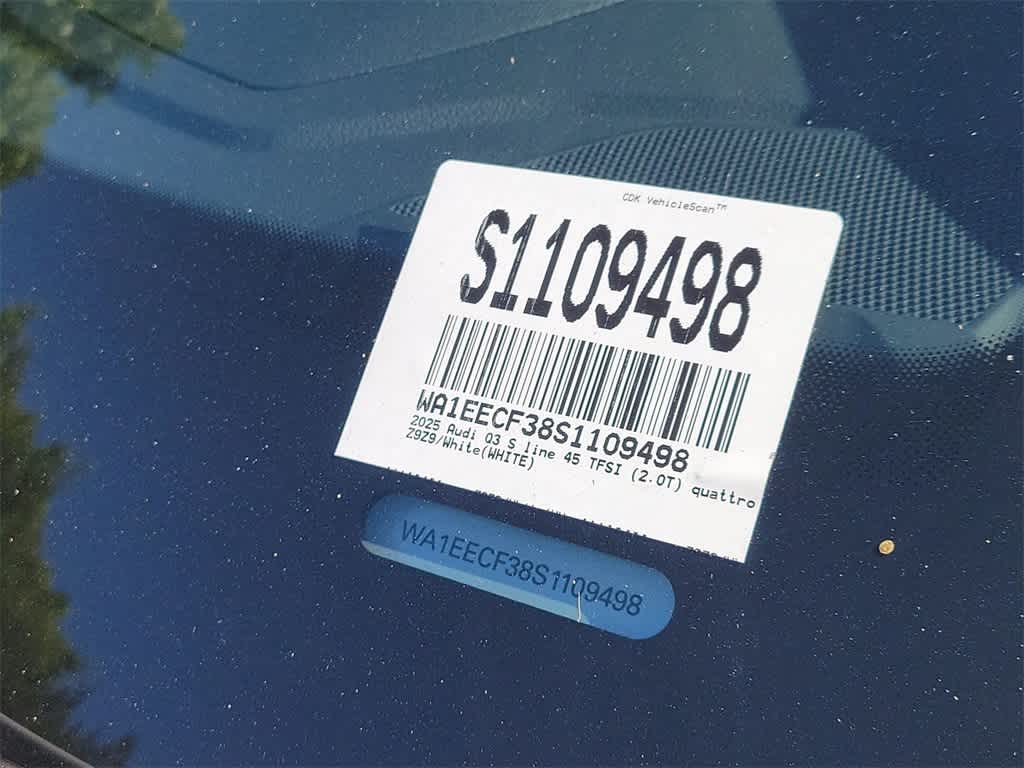 CDK VehicleScan™
S1109498
WA1EECF38S1109498
2025 Audi Q3 S line 45 TFSI (2.0T) quattro
Z9Z9/White(WHITE)
WA1EECF38S1109498